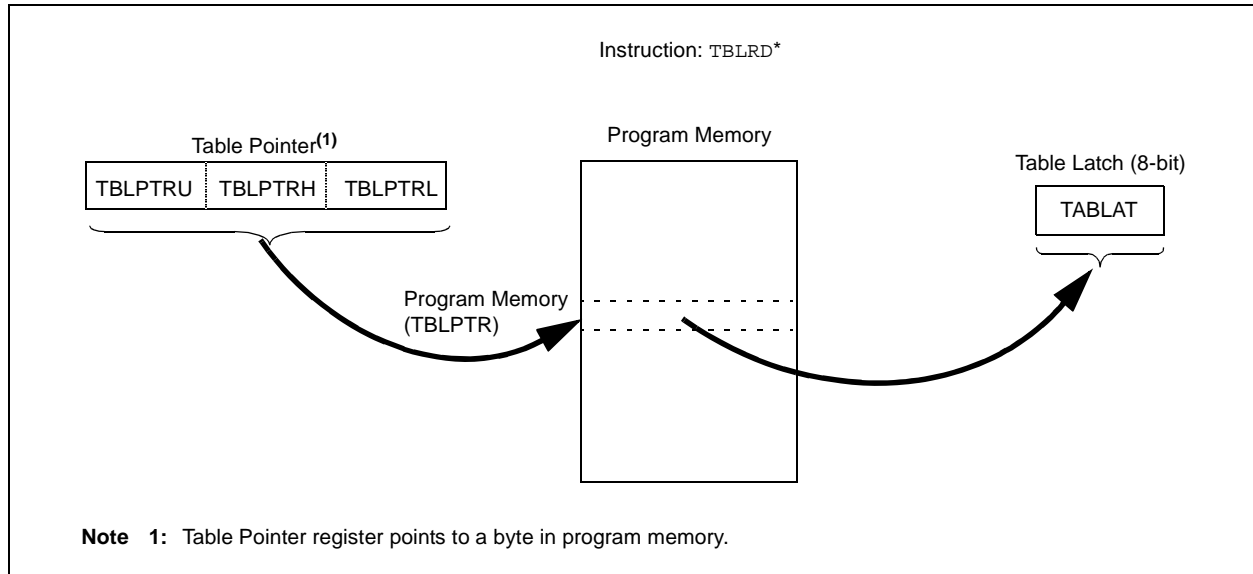 Instruction: TBLRD*
Table Pointer(1)
TBLPTRU TBLPTRH TBLPTRL
Program Memory
Table Latch (8-bit)
TABLAT
Program Memory
(TBLPTR)
Note 1: Table Pointer register points to a byte in program memory.